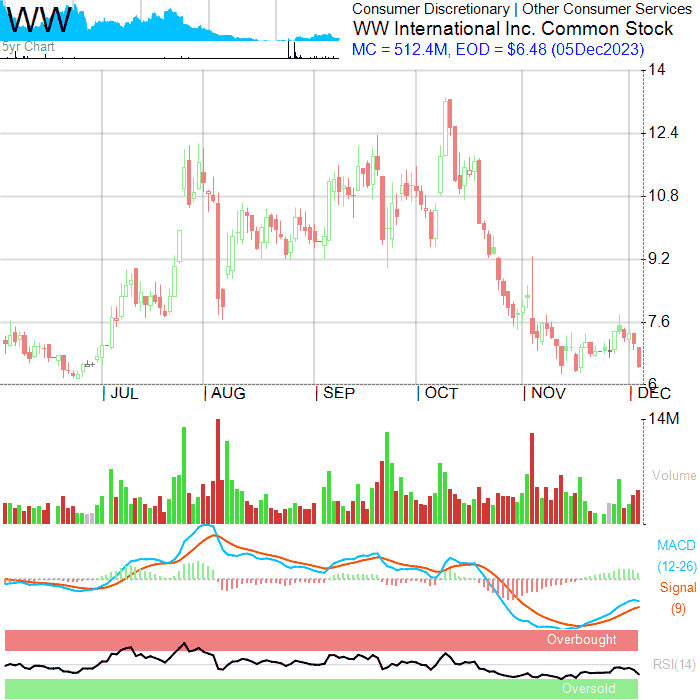 WW
5yr Chart
Consumer Discretionary | Other Consumer Services
WW International Inc. Common Stock
MC = 512.4M, EOD = $6.48 (05Dec2023)
14
12.4
10.8
9.2
7.6
6
JUL AUG SEP OCT NOV DEC
14M
Volume
MACD
(12-26)
Signal
(9)
Overbought
RSI(14)
Oversold